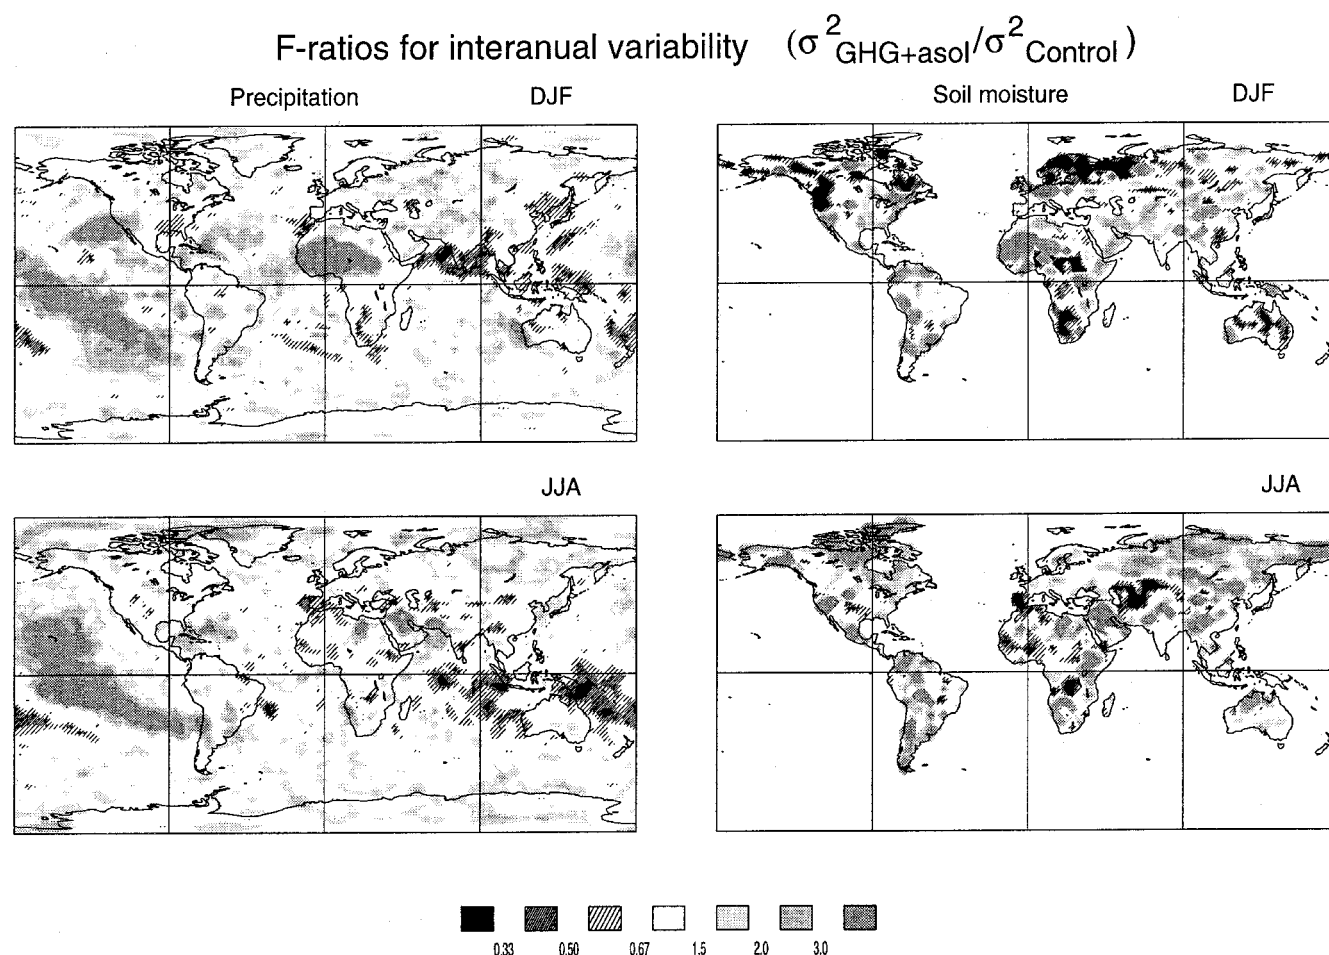 F-ratios for interanual variability (σ²GHG+asol/σ²Control)
Precipitation DJF
Soil moisture DJF
JJA
JJA
0.33 0.50 0.67 1.5 2.0 3.0